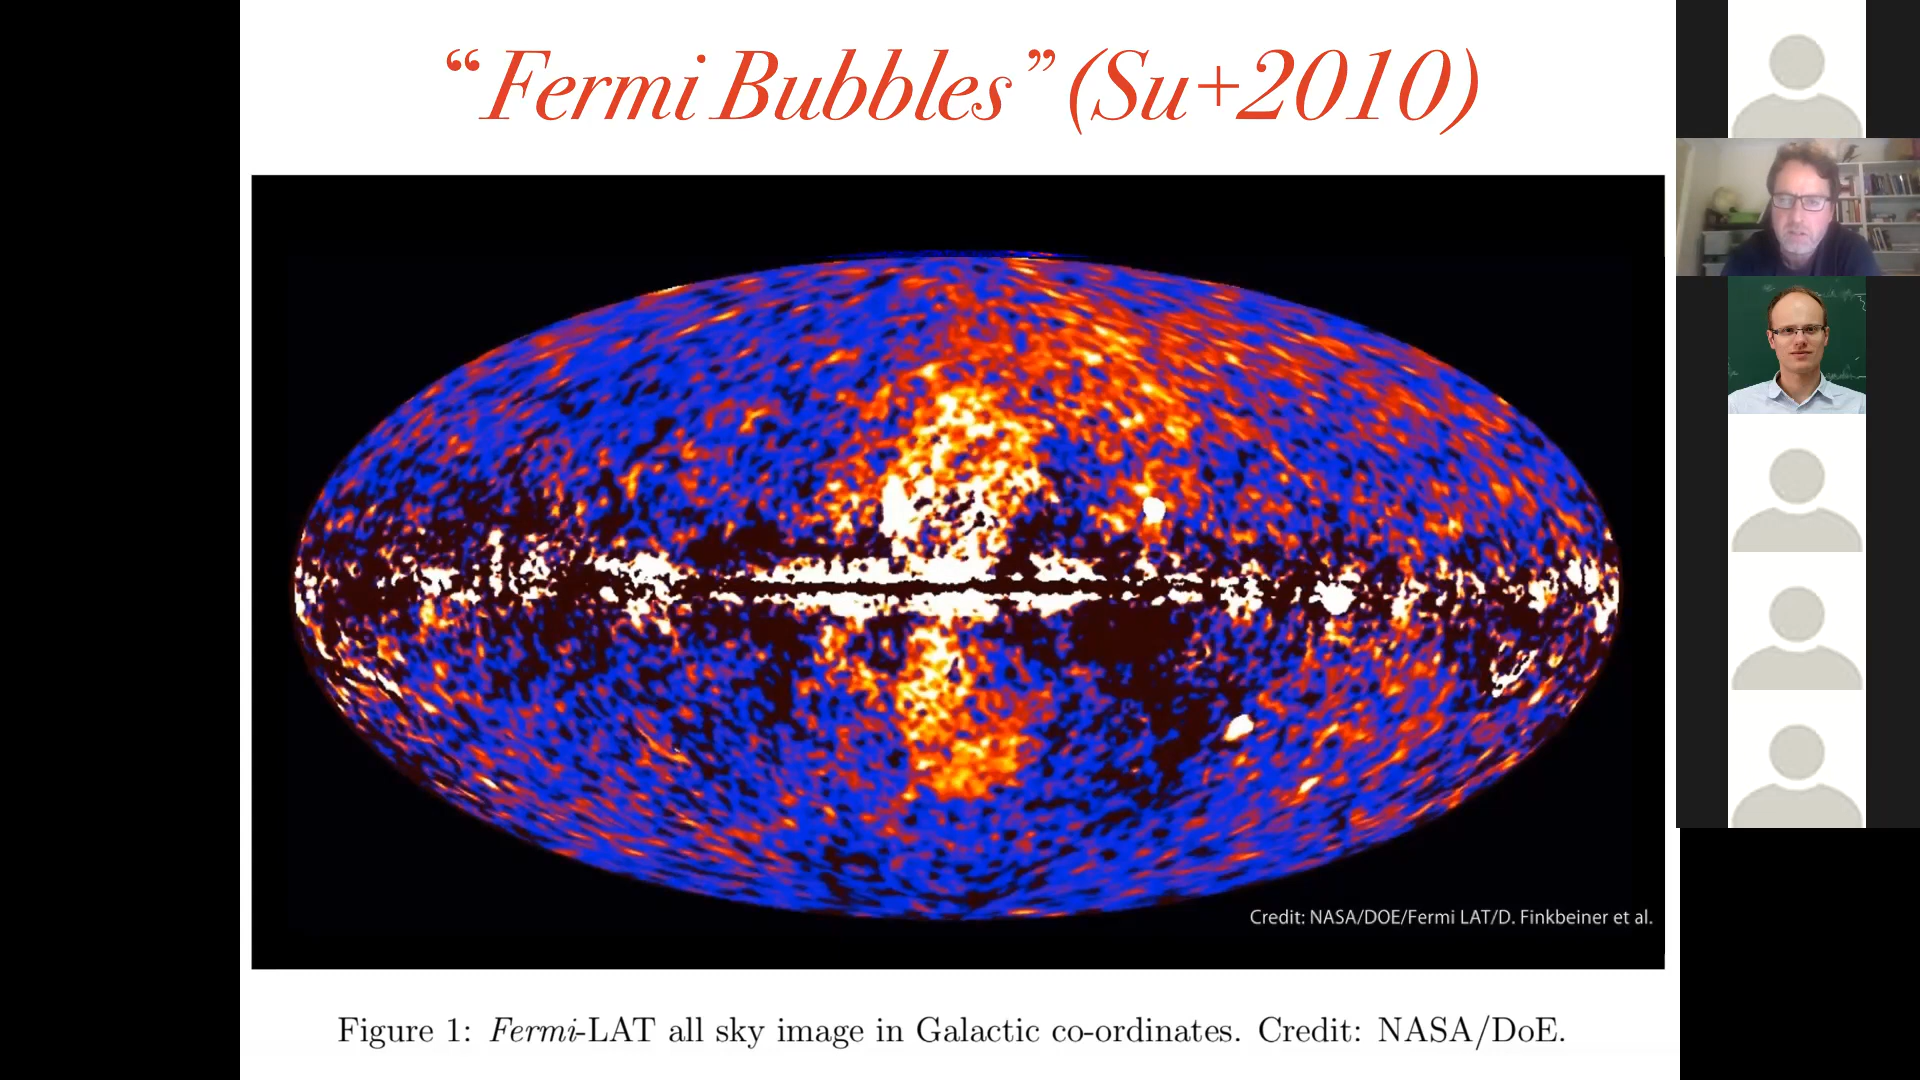 “Fermi Bubbles” (Su+2010)
Credit: NASA/DOE/Fermi LAT/D. Finkbeiner et al.
Figure 1: Fermi-LAT all sky image in Galactic co-ordinates. Credit: NASA/DoE.